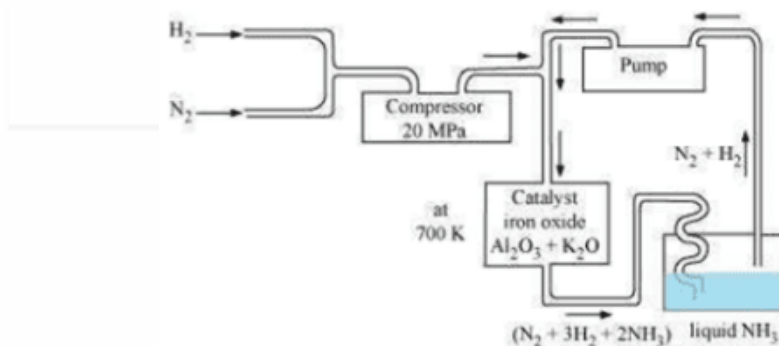 H₂
N₂
Compressor
20 MPa
Pump
N₂ + H₂
at
700 K
Catalyst
iron oxide
Al₂O₃ + K₂O
(N₂ + 3H₂ + 2NH₃)
liquid NH₃